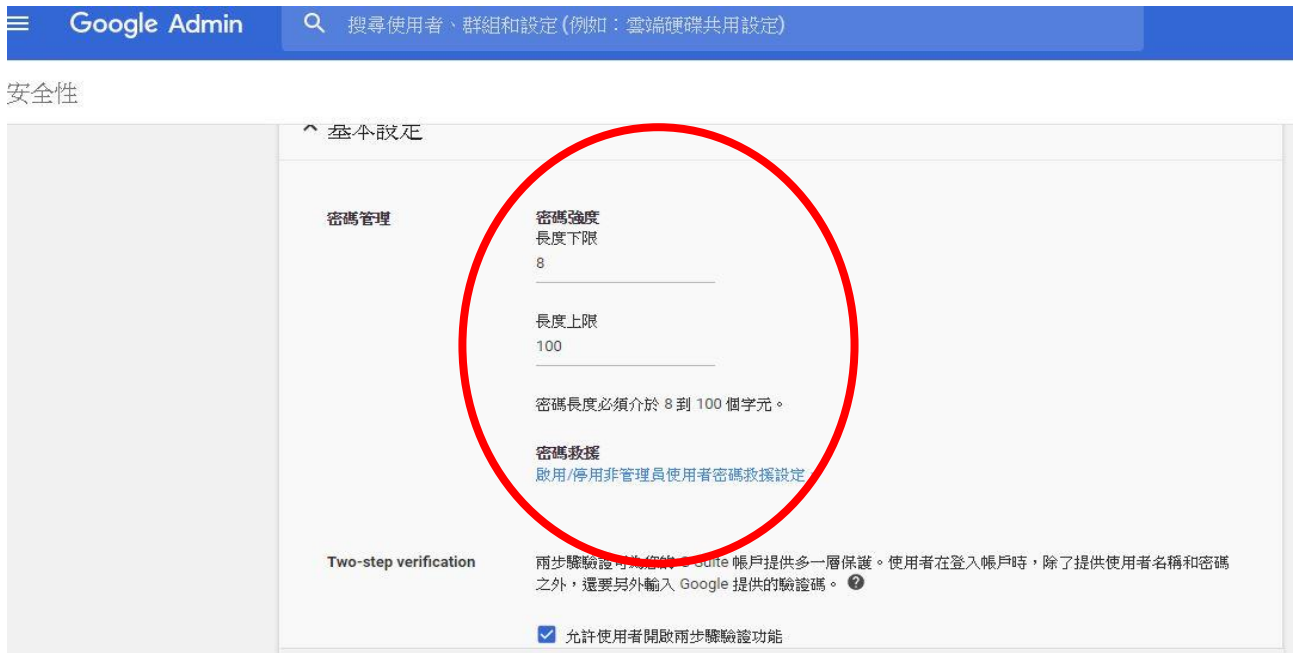 Google Admin
搜尋使用者、群組和設定 (例如：雲端硬碟共用設定)
安全性
基本設定
密碼管理
密碼強度
長度下限
8
長度上限
100
密碼長度必須介於 8 到 100 個字元。
密碼救援
啟用/停用非管理員使用者密碼救援設定
Two-step verification
兩步驟驗證可為您的 G Suite 帳戶提供多一層保護。使用者在登入帳戶時，除了提供使用者名稱和密碼
之外，還要另外輸入 Google 提供的驗證碼。
允許使用者開啟兩步驟驗證功能